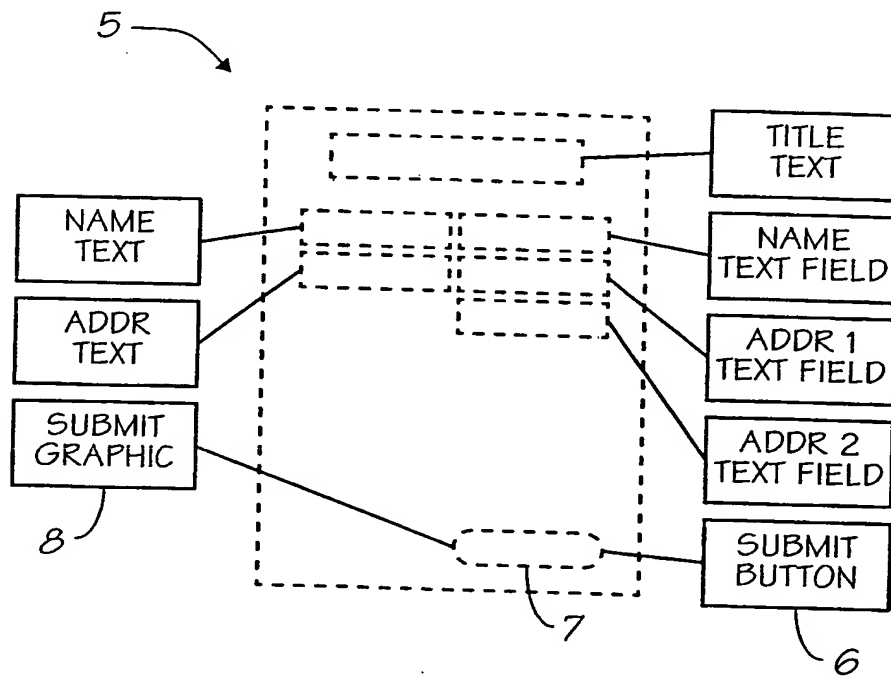 5
TITLE
TEXT
NAME
TEXT
NAME
TEXT FIELD
ADDR
TEXT
ADDR 1
TEXT FIELD
SUBMIT
GRAPHIC
ADDR 2
TEXT FIELD
8
SUBMIT
BUTTON
7
6